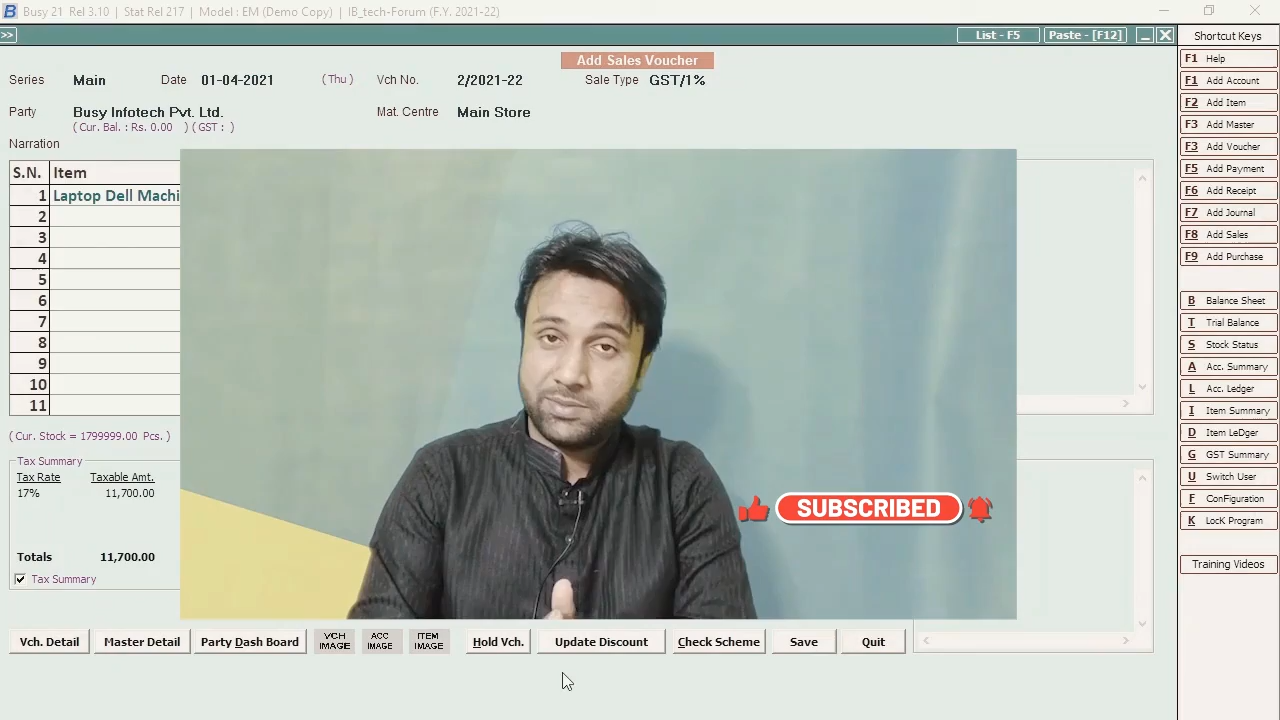 Busy 21 Rel 3.10 | Stat Rel 217 | Model : EM (Demo Copy) | IB_tech-Forum (F.Y. 2021-22)
>> List - F5 Paste - [F12]
Shortcut Keys
Add Sales Voucher
Series Main Date 01-04-2021 (Thu) Vch No. 2/2021-22 Sale Type GST/1%
Party Busy Infotech Pvt. Ltd. Mat. Centre Main Store
( Cur. Bal. : Rs. 0.00 ) ( GST : )
Narration
S.N. Item
1 Laptop Dell Machi
2
3
4
5
6
7
8
9
10
11
( Cur. Stock = 1799999.00 Pcs. )
Tax Summary
Tax Rate Taxable Amt.
17% 11,700.00
Totals 11,700.00
Tax Summary
SUBSCRIBED
Vch. Detail Master Detail Party Dash Board VCH IMAGE ACC IMAGE ITEM IMAGE Hold Vch. Update Discount Check Scheme Save Quit
F1 Help
F1 Add Account
F2 Add Item
F3 Add Master
F3 Add Voucher
F5 Add Payment
F6 Add Receipt
F7 Add Journal
F8 Add Sales
F9 Add Purchase
B Balance Sheet
T Trial Balance
S Stock Status
A Acc. Summary
L Acc. Ledger
I Item Summary
D Item LeDger
G GST Summary
U Switch User
F ConFiguration
K LocK Program
Training Videos